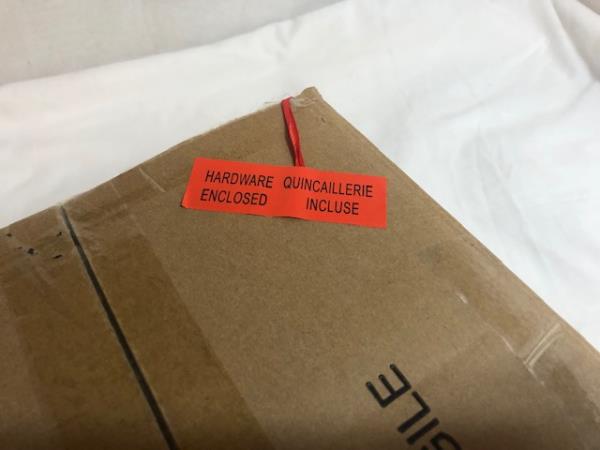 HARDWARE QUINCAILLERIE
ENCLOSED INCLUSE